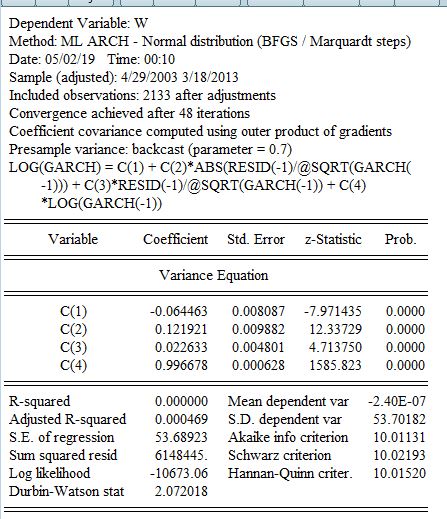 Dependent Variable: W
Method: ML ARCH - Normal distribution (BFGS / Marquardt steps)
Date: 05/02/19 Time: 00:10
Sample (adjusted): 4/29/2003 3/18/2013
Included observations: 2133 after adjustments
Convergence achieved after 48 iterations
Coefficient covariance computed using outer product of gradients
Presample variance: backcast (parameter = 0.7)
LOG(GARCH) = C(1) + C(2)*ABS(RESID(-1)/@SQRT(GARCH(
-1))) + C(3)*RESID(-1)/@SQRT(GARCH(-1)) + C(4)
*LOG(GARCH(-1))
Variable Coefficient Std. Error z-Statistic Prob.
Variance Equation
C(1) -0.064463 0.008087 -7.971435 0.0000
C(2) 0.121921 0.009882 12.33729 0.0000
C(3) 0.022633 0.004801 4.713750 0.0000
C(4) 0.996678 0.000628 1585.823 0.0000
R-squared 0.000000 Mean dependent var -2.40E-07
Adjusted R-squared 0.000469 S.D. dependent var 53.70182
S.E. of regression 53.68923 Akaike info criterion 10.01131
Sum squared resid 6148445. Schwarz criterion 10.02193
Log likelihood -10673.06 Hannan-Quinn criter. 10.01520
Durbin-Watson stat 2.072018